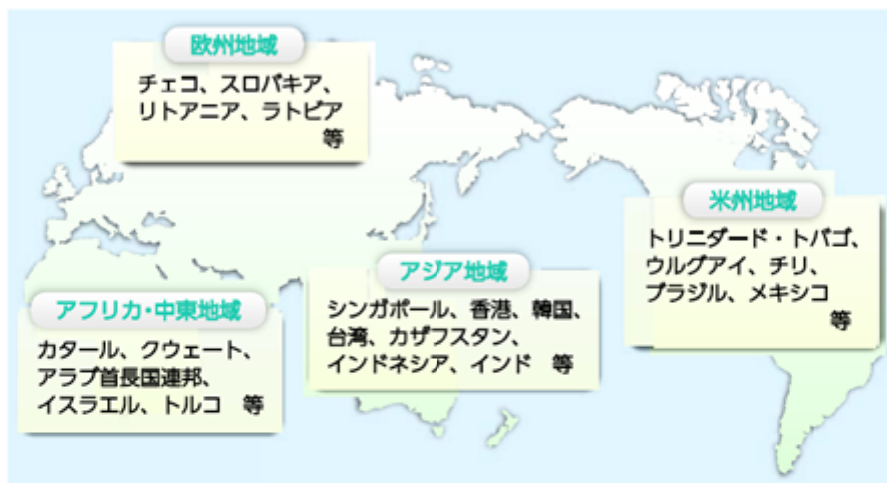 欧州地域
チェコ、スロバキア、
リトアニア、ラトビア
等
米州地域
トリニダード・トバゴ、
ウルグアイ、チリ、
ブラジル、メキシコ
等
アジア地域
シンガポール、香港、韓国、
台湾、カザフスタン、
インドネシア、インド　等
アフリカ・中東地域
カタール、クウェート、
アラブ首長国連邦、
イスラエル、トルコ　等